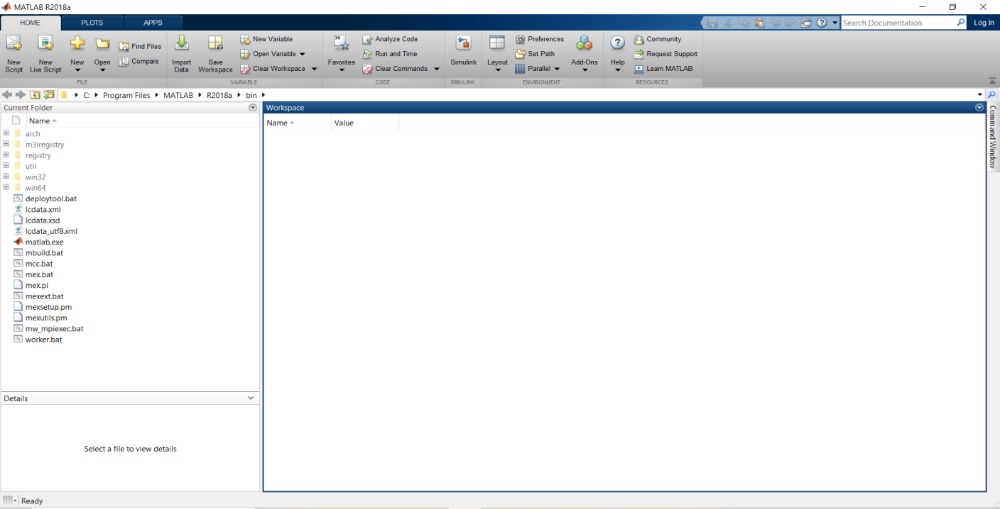 MATLAB R2018a
HOME PLOTS APPS
Search Documentation
Log In
New Script
New Live Script
New
Open
Find Files
Compare
Import Data
Save Workspace
New Variable
Open Variable
Clear Workspace
Favorites
Analyze Code
Run and Time
Clear Commands
Simulink
Layout
Preferences
Set Path
Parallel
Add-Ons
Help
Community
Request Support
Learn MATLAB
FILE VARIABLE CODE SIMULINK ENVIRONMENT RESOURCES
C: Program Files MATLAB R2018a bin
Current Folder
Name
arch
m3iregistry
registry
util
win32
win64
deploytool.bat
lcdata.xml
lcdata.xsd
lcdata_utf8.xml
matlab.exe
mbuild.bat
mcc.bat
mex.bat
mex.pl
mexext.bat
mexsetup.pm
mexutils.pm
mw_mpiexec.bat
worker.bat
Details
Select a file to view details
Workspace
Name Value
Command Window
Ready